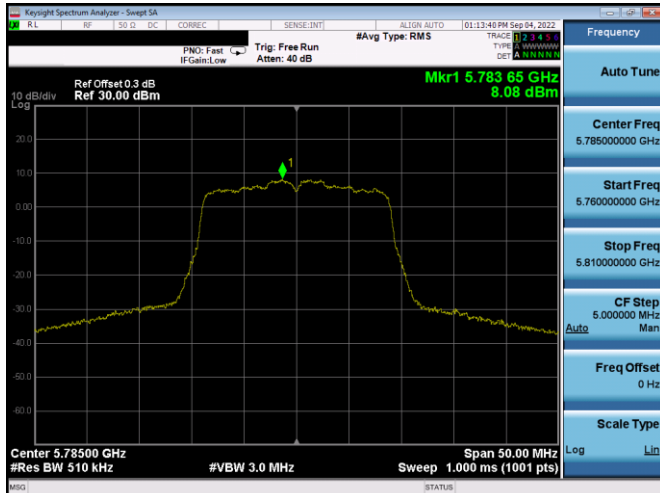 Keysight Spectrum Analyzer - Swept SA
RL RF 50 Ω DC CORREC SENSE:INT ALIGN AUTO 01:13:40 PM Sep 04, 2022
#Avg Type: RMS
TRACE 1 2 3 4 5 6
TYPE A WWWWW
DET A N N N N N
PNO: Fast
IFGain:Low
Trig: Free Run
Atten: 40 dB
Mkr1 5.783 65 GHz
8.08 dBm
Ref Offset 0.3 dB
10 dB/div Ref 30.00 dBm
Log
1
20.0
10.0
0.00
-10.0
-20.0
-30.0
-40.0
-50.0
-60.0
Center 5.78500 GHz
Span 50.00 MHz
#Res BW 510 kHz
#VBW 3.0 MHz
Sweep 1.000 ms (1001 pts)
MSG
STATUS
Frequency
Auto Tune
Center Freq
5.785000000 GHz
Start Freq
5.760000000 GHz
Stop Freq
5.810000000 GHz
CF Step
5.000000 MHz
Auto Man
Freq Offset
0 Hz
Scale Type
Log Lin